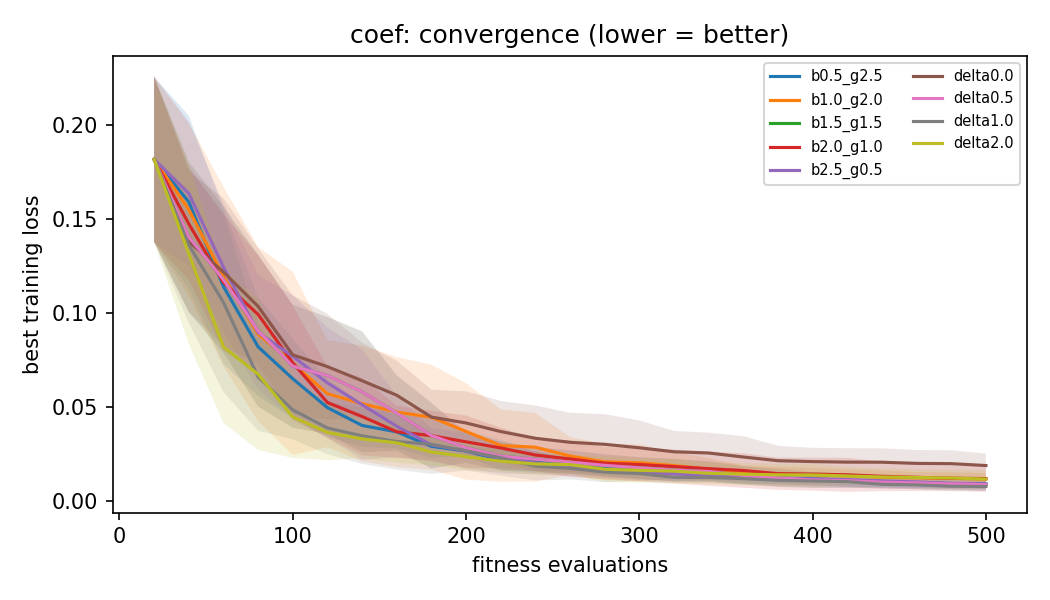 coef: convergence (lower = better)
best training loss
0.20
0.15
0.10
0.05
0.00
b0.5_g2.5
b1.0_g2.0
b1.5_g1.5
b2.0_g1.0
b2.5_g0.5
delta0.0
delta0.5
delta1.0
delta2.0
0 100 200 300 400 500
fitness evaluations